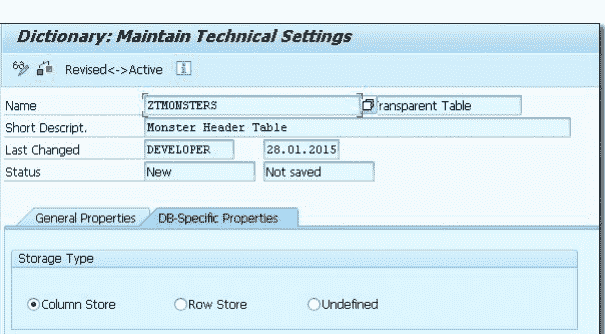 Dictionary: Maintain Technical Settings
Revised<->Active
Name ZTMONSTERS Transparent Table
Short Descript. Monster Header Table
Last Changed DEVELOPER 28.01.2015
Status New Not saved
General Properties DB-Specific Properties
Storage Type
Column Store Row Store Undefined